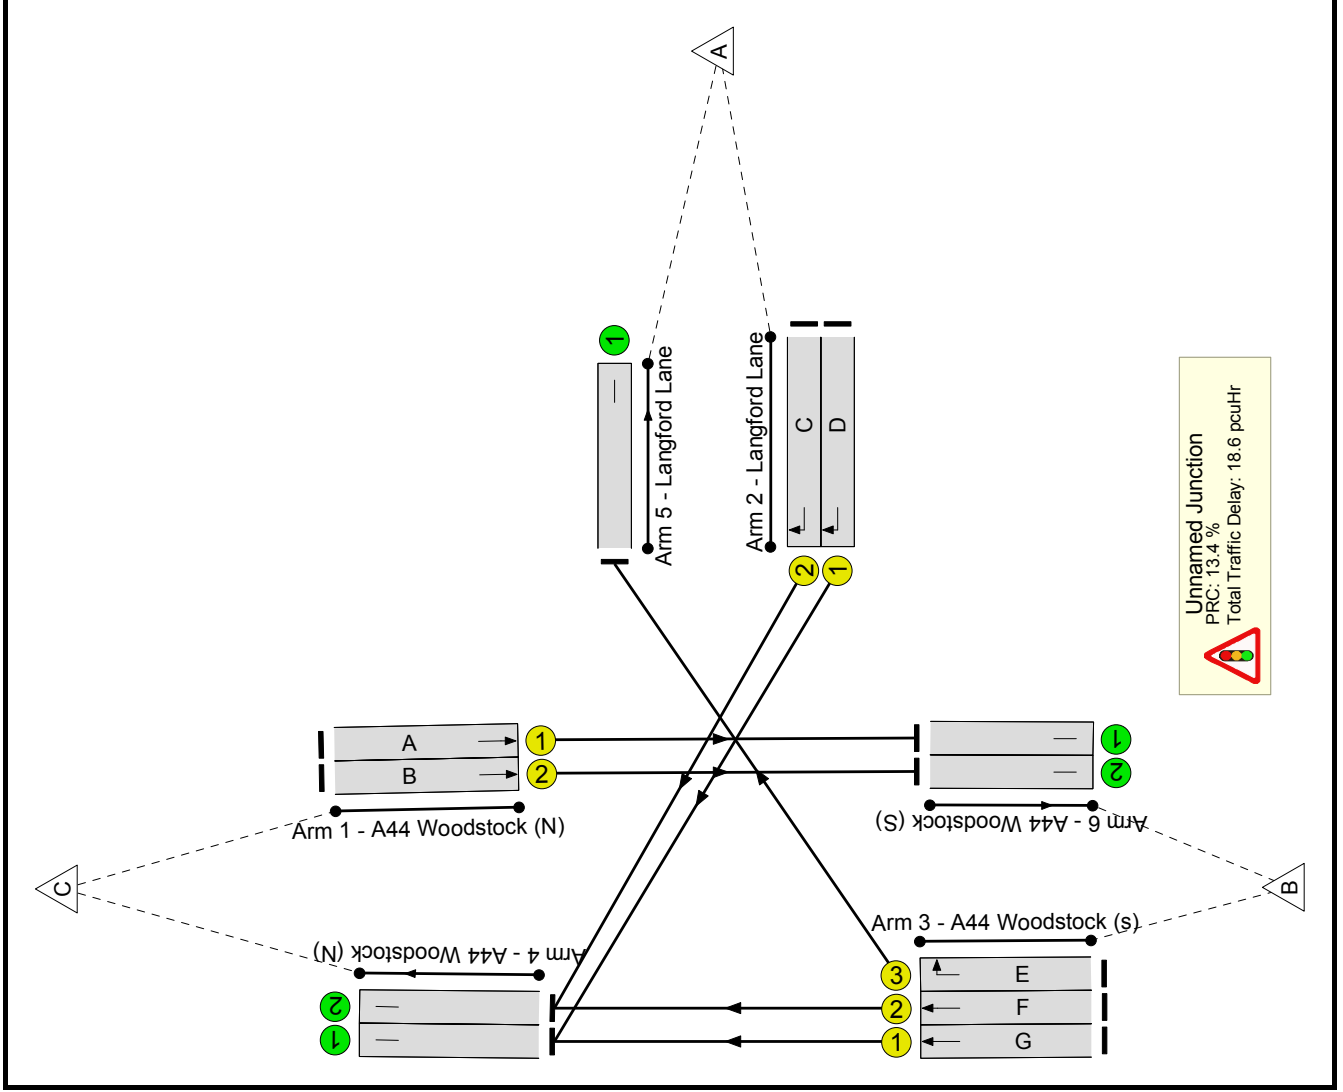 A
1
Arm 5 - Langford Lane
Arm 2 - Langford Lane
C
D
2
1
Unnamed Junction
PRC: 13.4 %
Total Traffic Delay: 18.6 pcuHr
A
1
B
2
Arm 1 - A44 Woodstock (N)
1
2
Arm 6 - A44 Woodstock (S)
C
B
Arm 4 - A44 Woodstock (N)
2
1
Arm 3 - A44 Woodstock (s)
3
E
2
F
1
G